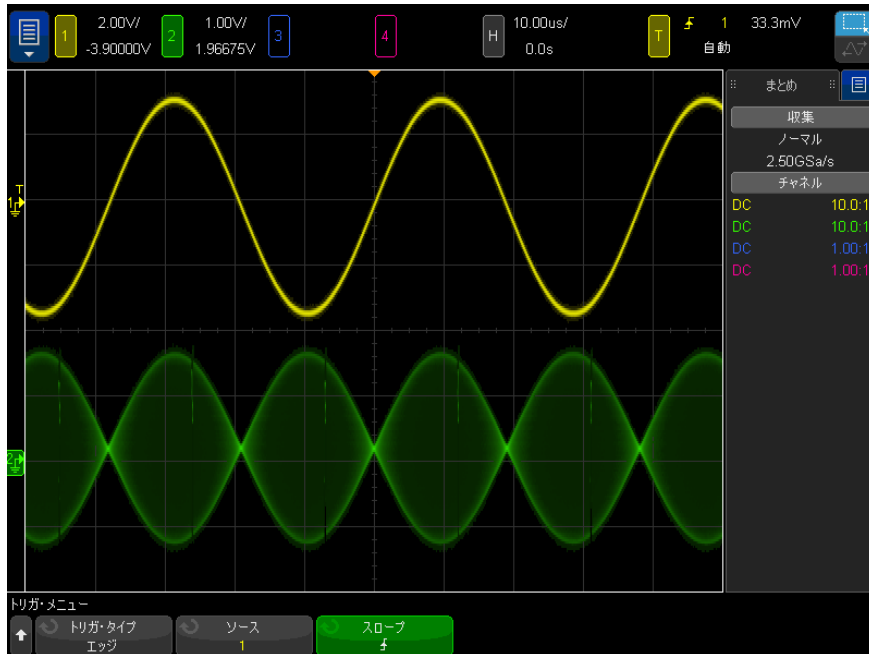 1 2.00V/ -3.90000V
2 1.00V/ 1.96675V
3
4
H 10.00us/ 0.0s
T 1 33.3mV 自動
まとめ
収集
ノーマル
2.50GSa/s
チャネル
DC 10.0:1
DC 10.0:1
DC 1.00:1
DC 1.00:1
T
1
2
トリガ・メニュー
トリガ・タイプ
エッジ
ソース
1
スロープ